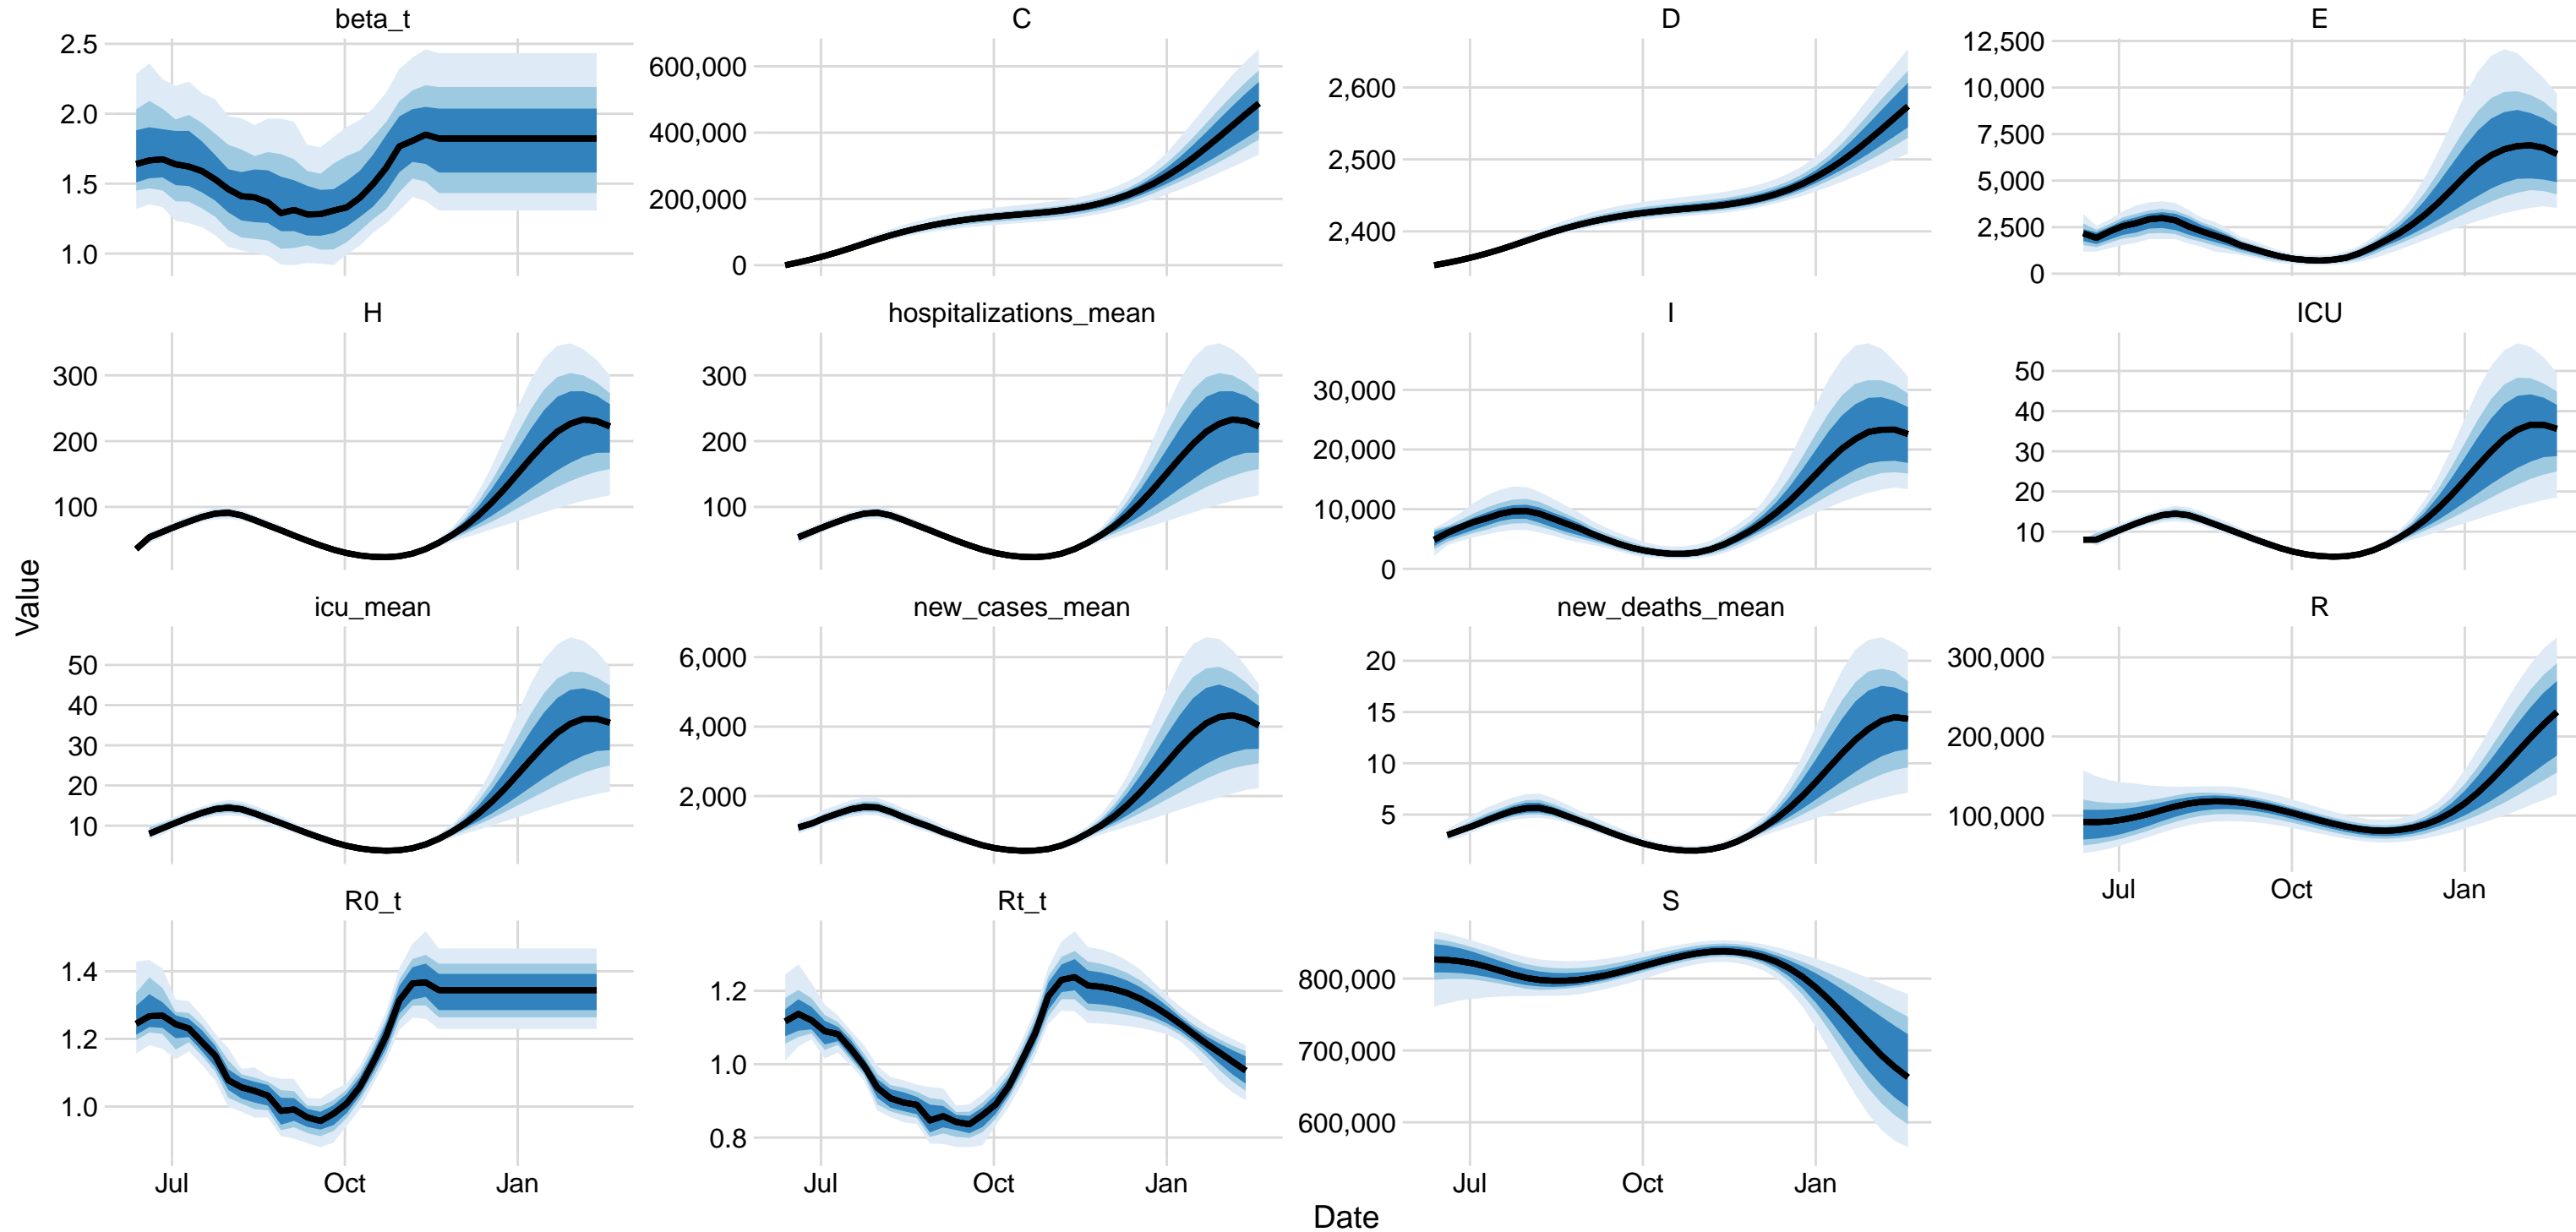 beta_t
C
D
E
2.5
2.0
1.5
1.0
600,000
400,000
200,000
0
2,600
2,500
2,400
12,500
10,000
7,500
5,000
2,500
0
H
hospitalizations_mean
I
ICU
300
200
100
300
200
100
30,000
20,000
10,000
0
50
40
30
20
10
icu_mean
new_cases_mean
new_deaths_mean
R
50
40
30
20
10
6,000
4,000
2,000
20
15
10
5
300,000
200,000
100,000
Jul Oct Jan
R0_t
Rt_t
S
1.4
1.2
1.0
1.2
1.0
0.8
800,000
700,000
600,000
Jul Oct Jan
Jul Oct Jan
Jul Oct Jan
Value
Date